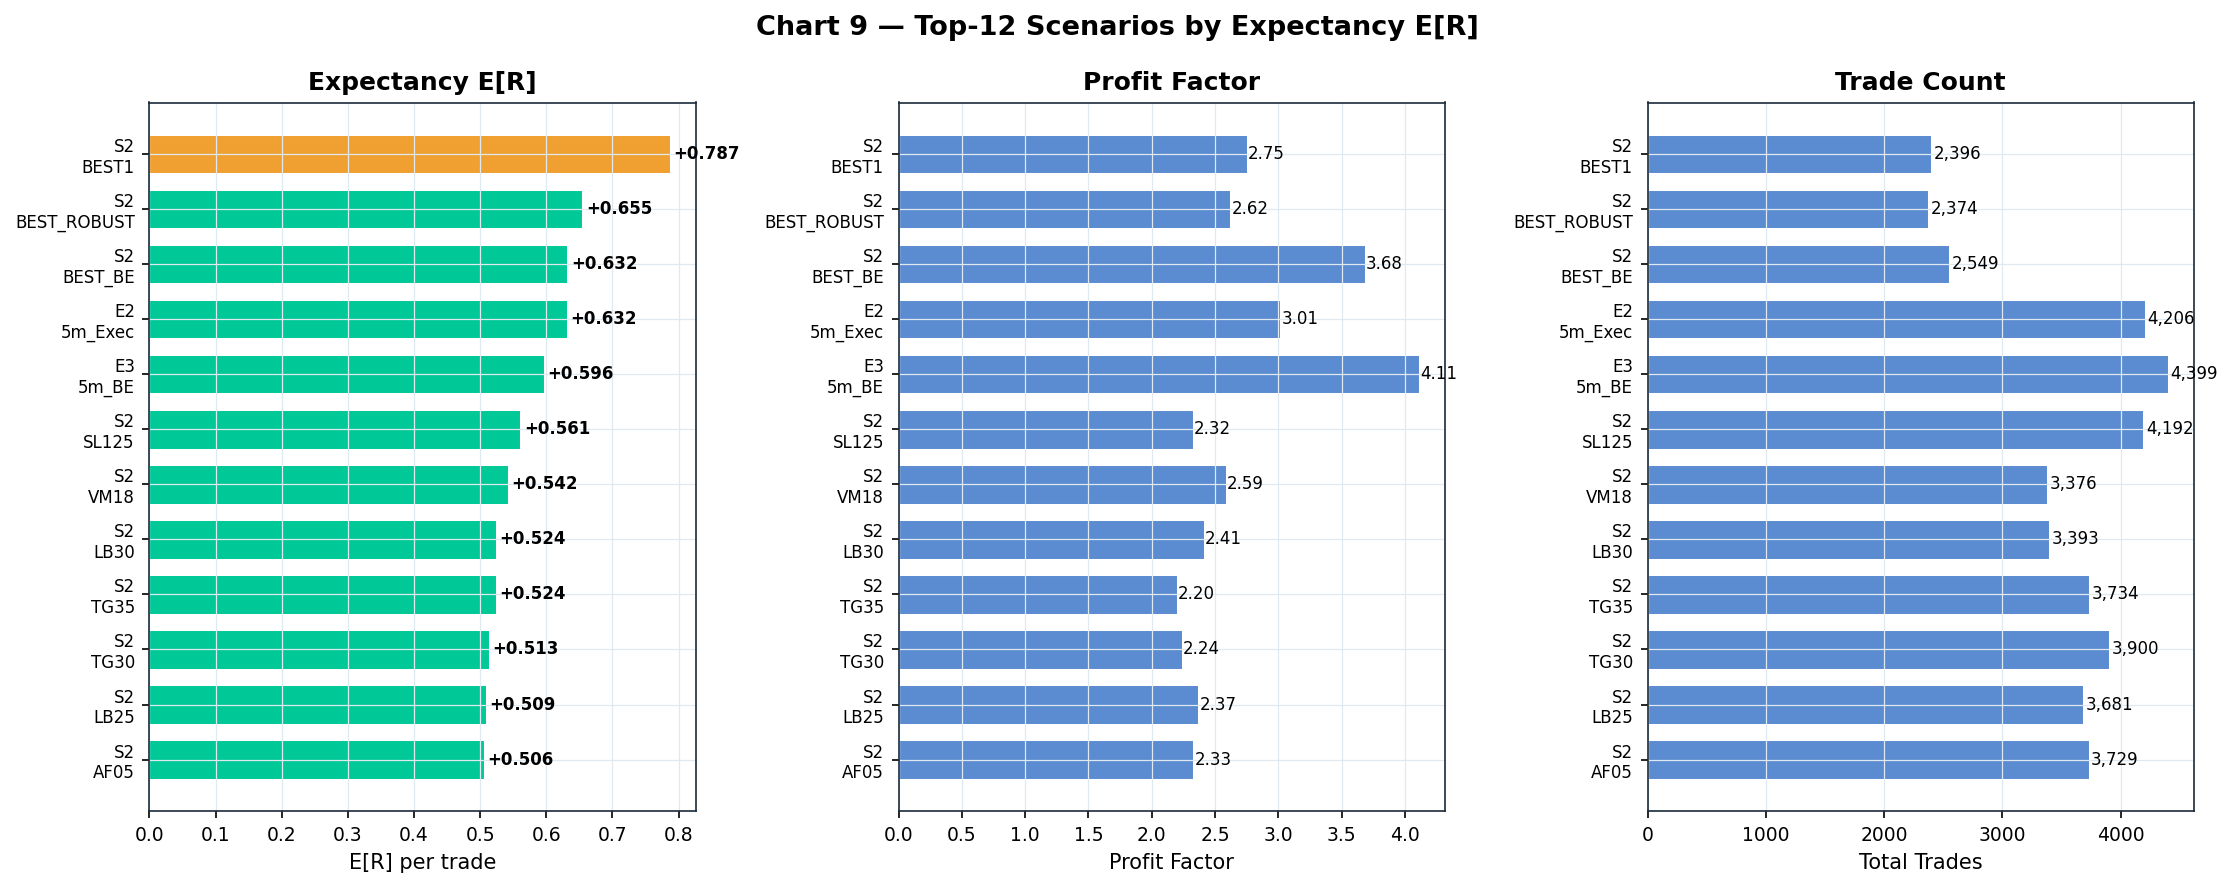 Chart 9 — Top-12 Scenarios by Expectancy E[R]
Expectancy E[R]
S2
BEST1
+0.787
S2
BEST_ROBUST
+0.655
S2
BEST_BE
+0.632
E2
5m_Exec
+0.632
E3
5m_BE
+0.596
S2
SL125
+0.561
S2
VM18
+0.542
S2
LB30
+0.524
S2
TG35
+0.524
S2
TG30
+0.513
S2
LB25
+0.509
S2
AF05
+0.506
0.0 0.1 0.2 0.3 0.4 0.5 0.6 0.7 0.8
E[R] per trade
Profit Factor
S2
BEST1
2.75
S2
BEST_ROBUST
2.62
S2
BEST_BE
3.68
E2
5m_Exec
3.01
E3
5m_BE
4.11
S2
SL125
2.32
S2
VM18
2.59
S2
LB30
2.41
S2
TG35
2.20
S2
TG30
2.24
S2
LB25
2.37
S2
AF05
2.33
0.0 0.5 1.0 1.5 2.0 2.5 3.0 3.5 4.0
Profit Factor
Trade Count
S2
BEST1
2,396
S2
BEST_ROBUST
2,374
S2
BEST_BE
2,549
E2
5m_Exec
4,206
E3
5m_BE
4,399
S2
SL125
4,192
S2
VM18
3,376
S2
LB30
3,393
S2
TG35
3,734
S2
TG30
3,900
S2
LB25
3,681
S2
AF05
3,729
0 1000 2000 3000 4000
Total Trades